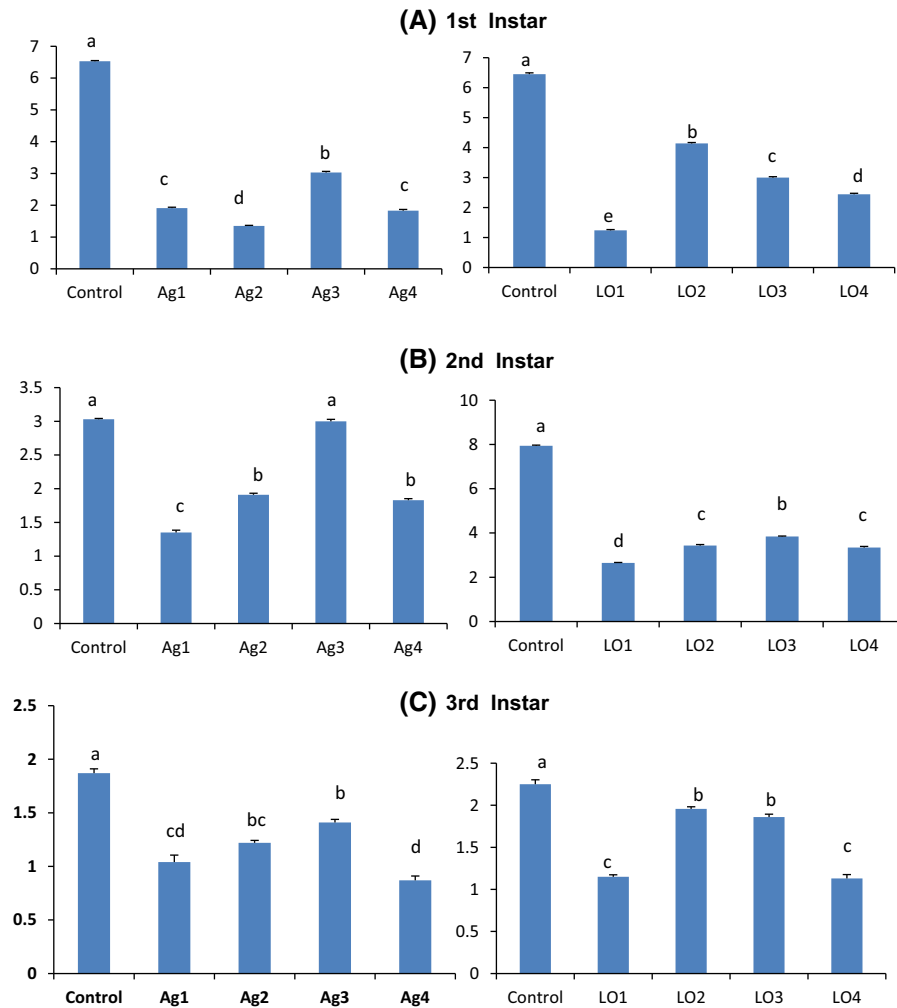 (A) 1st Instar
7
6
5
4
3
2
1
0
a
c
d
b
c
Control Ag1 Ag2 Ag3 Ag4
7
6
5
4
3
2
1
0
a
e
b
c
d
Control LO1 LO2 LO3 LO4
(B) 2nd Instar
3.5
3
2.5
2
1.5
1
0.5
0
a
c
b
a
b
Control Ag1 Ag2 Ag3 Ag4
10
8
6
4
2
0
a
d
c
b
c
Control LO1 LO2 LO3 LO4
(C) 3rd Instar
2.5
2
1.5
1
0.5
0
a
cd
bc
b
d
Control Ag1 Ag2 Ag3 Ag4
2.5
2
1.5
1
0.5
0
a
c
b
b
c
Control LO1 LO2 LO3 LO4